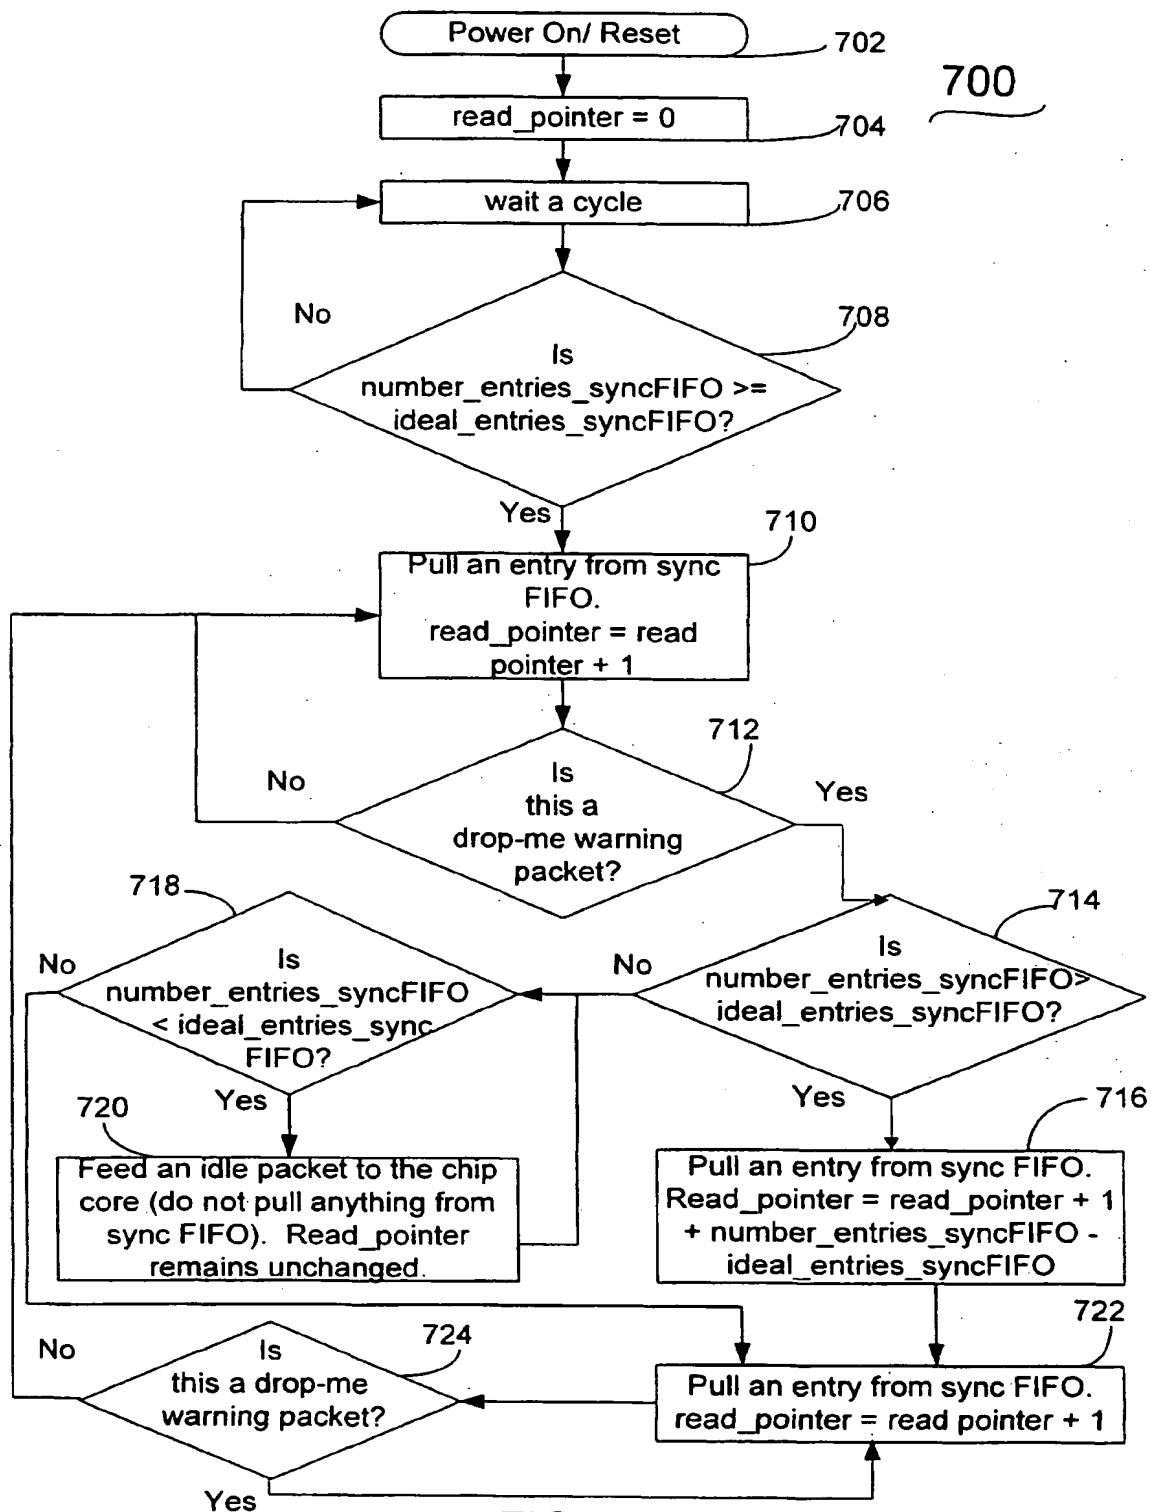 Power On/ Reset
702
700
read_pointer = 0
704
wait a cycle
706
No
708
Is
number_entries_syncFIFO >=
ideal_entries_syncFIFO?
Yes
710
Pull an entry from sync
FIFO.
read_pointer = read
pointer + 1
712
No
Is
this a
drop-me warning
packet?
Yes
718
714
No
Is
number_entries_syncFIFO
< ideal_entries_sync
FIFO?
No
Is
number_entries_syncFIFO>
ideal_entries_syncFIFO?
Yes
Yes
720
716
Feed an idle packet to the chip
core (do not pull anything from
sync FIFO). Read_pointer
remains unchanged.
Pull an entry from sync FIFO.
Read_pointer = read_pointer + 1
+ number_entries_syncFIFO -
ideal_entries_syncFIFO
No
Is
this a drop-me
warning packet?
724
722
Pull an entry from sync FIFO.
read_pointer = read pointer + 1
Yes